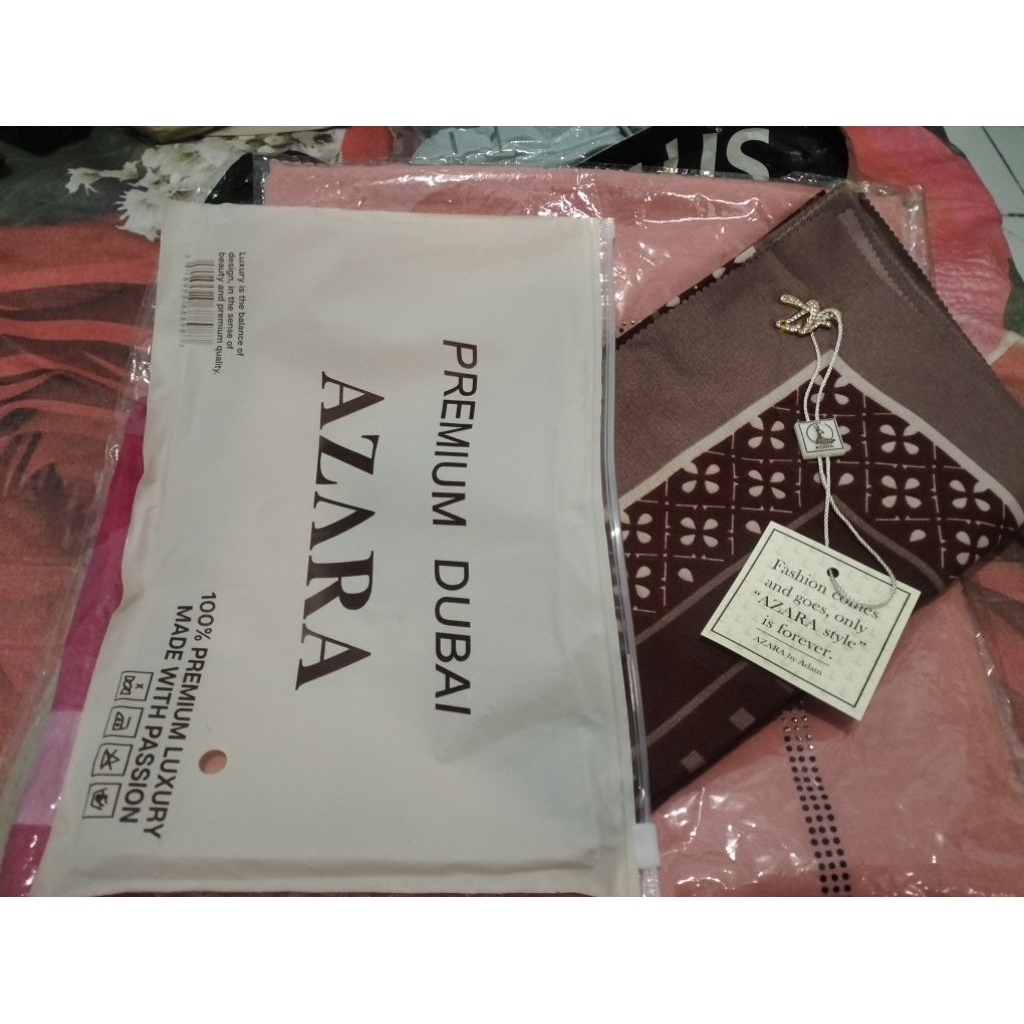 PREMIUM DUBAI
AZARA
Luxury is the balance of
design, in the sense of
beauty and premium quality.
100% PREMIUM LUXURY
MADE WITH PASSION
Fashion comes
and goes, only
"AZARA style"
is forever.
AZARA by Adam
AZARA